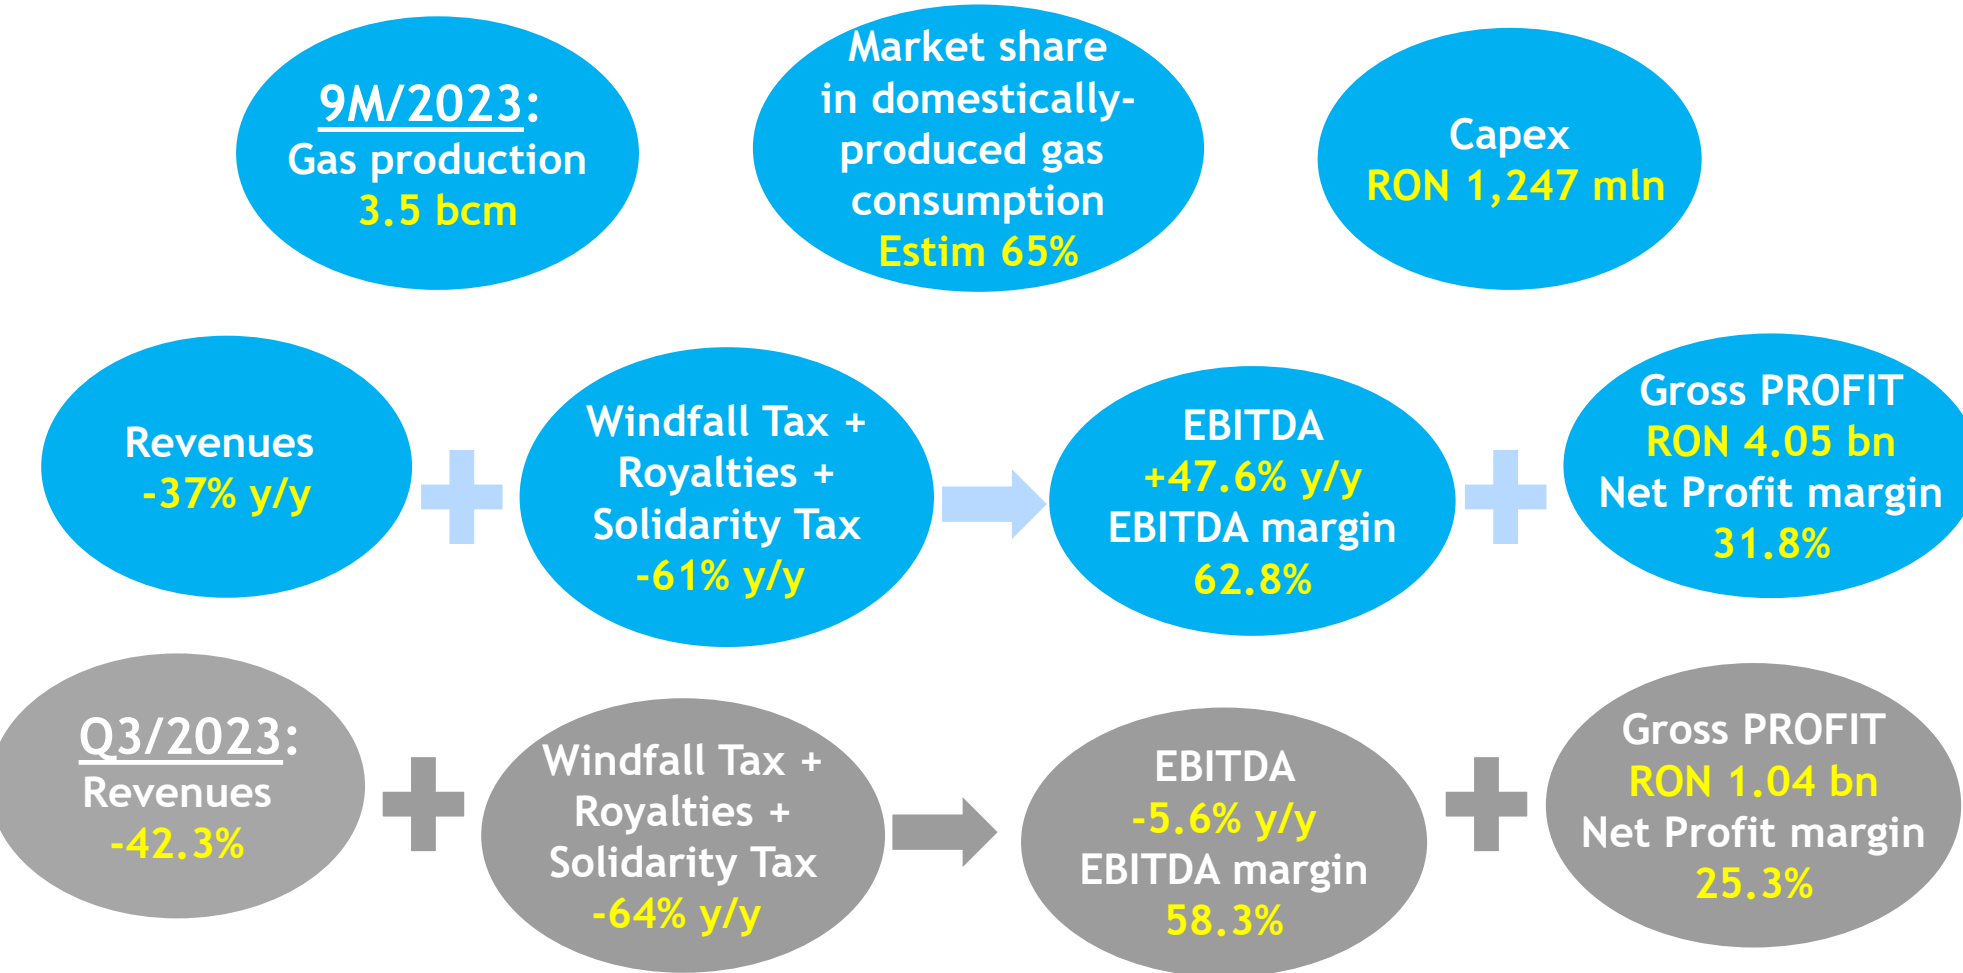 9M/2023:
Gas production
3.5 bcm
Market share
in domestically-
produced gas
consumption
Estim 65%
Capex
RON 1,247 mln
Revenues
-37% y/y
Windfall Tax +
Royalties +
Solidarity Tax
-61% y/y
EBITDA
+47.6% y/y
EBITDA margin
62.8%
Gross PROFIT
RON 4.05 bn
Net Profit margin
31.8%
Q3/2023:
Revenues
-42.3%
Windfall Tax +
Royalties +
Solidarity Tax
-64% y/y
EBITDA
-5.6% y/y
EBITDA margin
58.3%
Gross PROFIT
RON 1.04 bn
Net Profit margin
25.3%